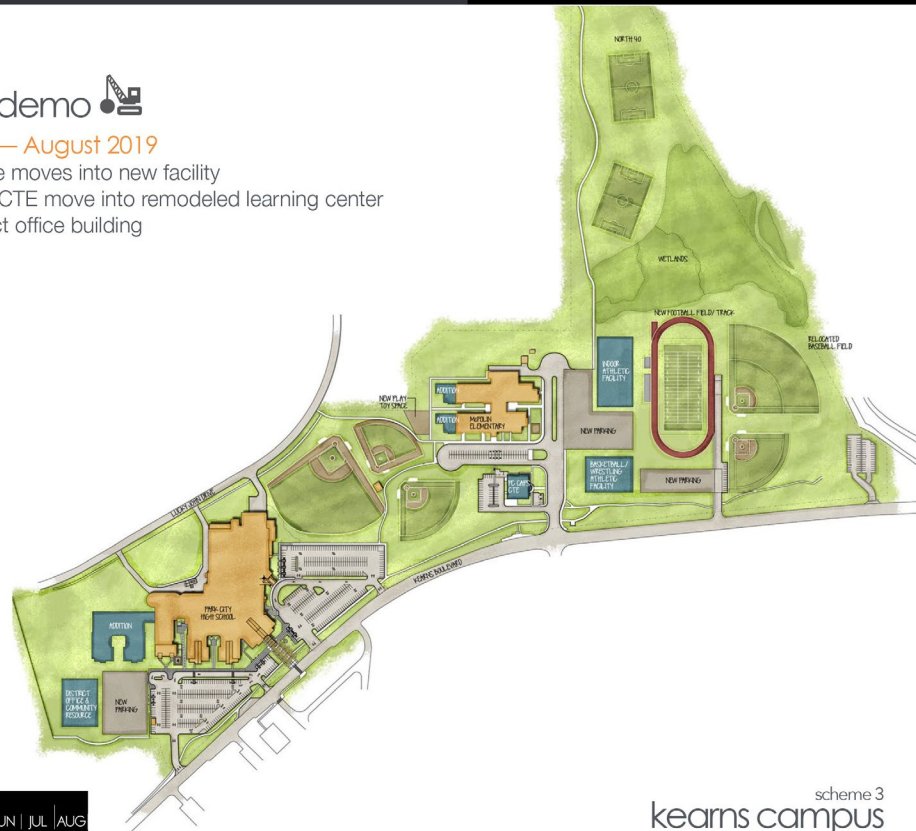 demo
— August 2019
e moves into new facility
CTE move into remodeled learning center
ct office building
NORTH 40
WETLANDS
NEW FOOTBALL FIELD/TRACK
RELOCATED
BASEBALL FIELD
INDOOR
ATHLETIC
FACILITY
ADDITION
NEW PLAY
TOY SPACE
ADDITION
McPOLIN
ELEMENTARY
NEW PARKING
BASKETBALL/
WRESTLING
ATHLETIC
FACILITY
NEW PARKING
PC CAPS
CTE
LUCKY JOHN DRIVE
KEARNS BOULEVARD
PARK CITY
HIGH SCHOOL
ADDITION
DISTRICT
OFFICE &
COMMUNITY
RESOURCE
NEW
PARKING
UN | JUL | AUG
scheme 3
kearns campus